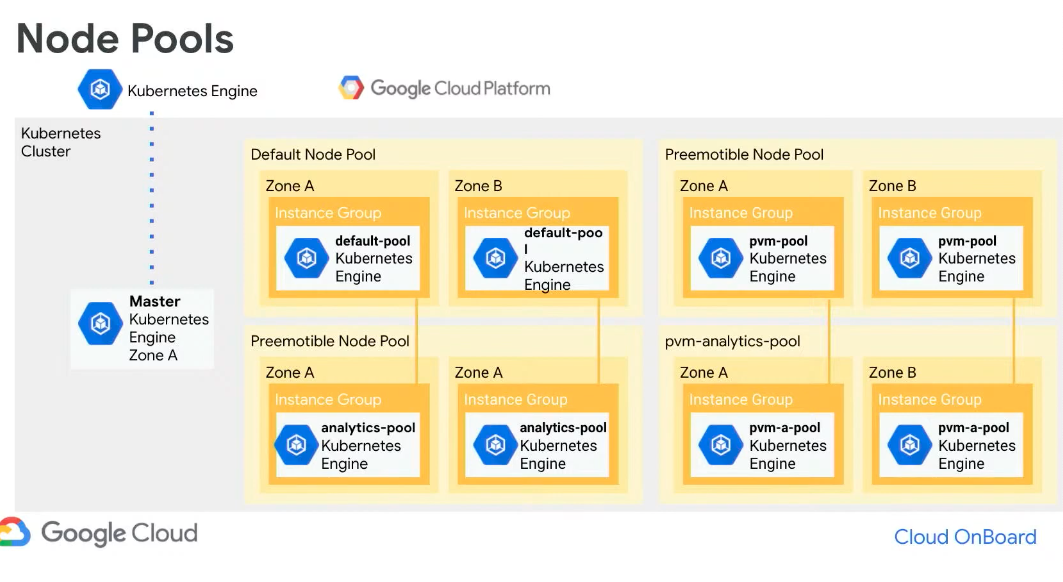 Node Pools
Kubernetes Engine
Google Cloud Platform
Kubernetes
Cluster
Master
Kubernetes
Engine
Zone A
Default Node Pool
Zone A
Instance Group
default-pool
Kubernetes
Engine
Zone B
Instance Group
default-poo
l
Kubernetes
Engine
Preemotible Node Pool
Zone A
Instance Group
pvm-pool
Kubernetes
Engine
Zone B
Instance Group
pvm-pool
Kubernetes
Engine
Preemotible Node Pool
Zone A
Instance Group
analytics-pool
Kubernetes
Engine
Zone A
Instance Group
analytics-pool
Kubernetes
Engine
pvm-analytics-pool
Zone A
Instance Group
pvm-a-pool
Kubernetes
Engine
Zone B
Instance Group
pvm-a-pool
Kubernetes
Engine
Google Cloud
Cloud OnBoard